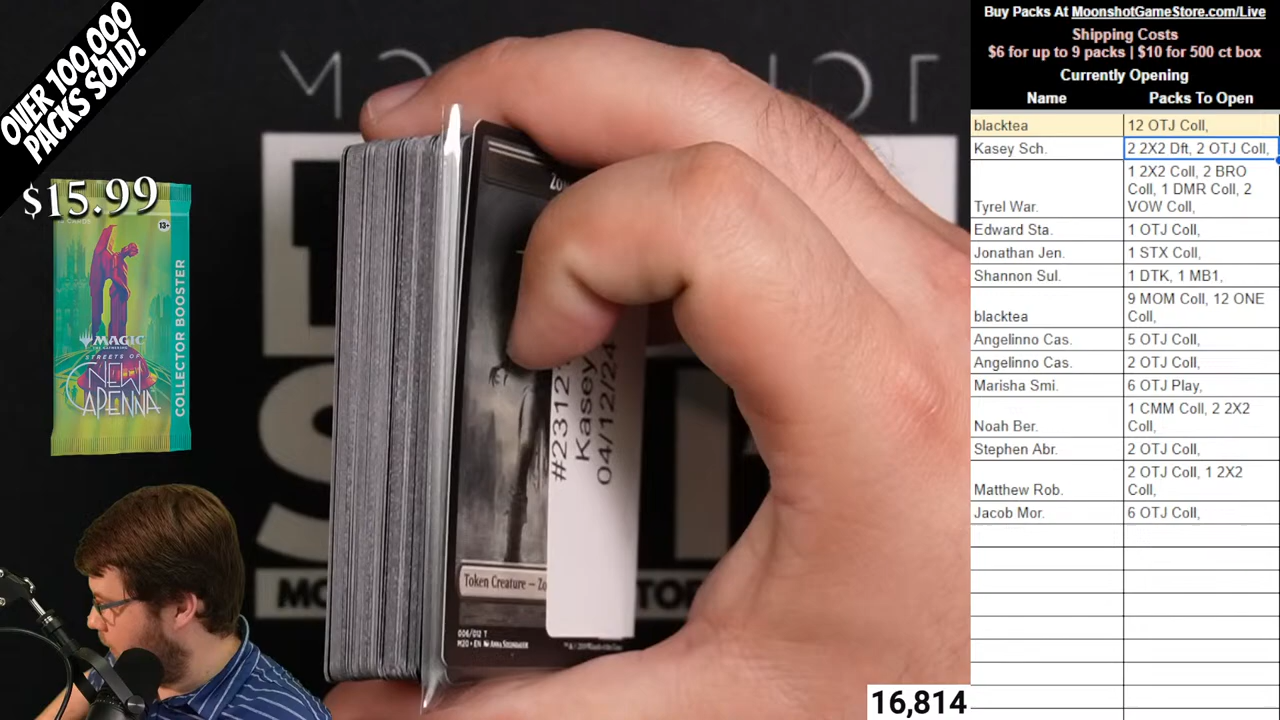 OVER 100,000
PACKS SOLD!
$15.99
13+
MAGIC
THE GATHERING
STREETS OF
NEW
CAPENNA
COLLECTOR BOOSTER
#2312
Kasey
04/12/24
Token Creature – Zo
006/012 T
M20 • EN
16,814
Buy Packs At MoonshotGameStore.com/Live
Shipping Costs
$6 for up to 9 packs | $10 for 500 ct box
Currently Opening
Name Packs To Open
blacktea 12 OTJ Coll,
Kasey Sch. 2 2X2 Dft, 2 OTJ Coll,
1 2X2 Coll, 2 BRO
Coll, 1 DMR Coll, 2
Tyrel War. VOW Coll,
Edward Sta. 1 OTJ Coll,
Jonathan Jen. 1 STX Coll,
Shannon Sul. 1 DTK, 1 MB1,
9 MOM Coll, 12 ONE
blacktea Coll,
Angelinno Cas. 5 OTJ Coll,
Angelinno Cas. 2 OTJ Coll,
Marisha Smi. 6 OTJ Play,
1 CMM Coll, 2 2X2
Noah Ber. Coll,
Stephen Abr. 2 OTJ Coll,
2 OTJ Coll, 1 2X2
Matthew Rob. Coll,
Jacob Mor. 6 OTJ Coll,